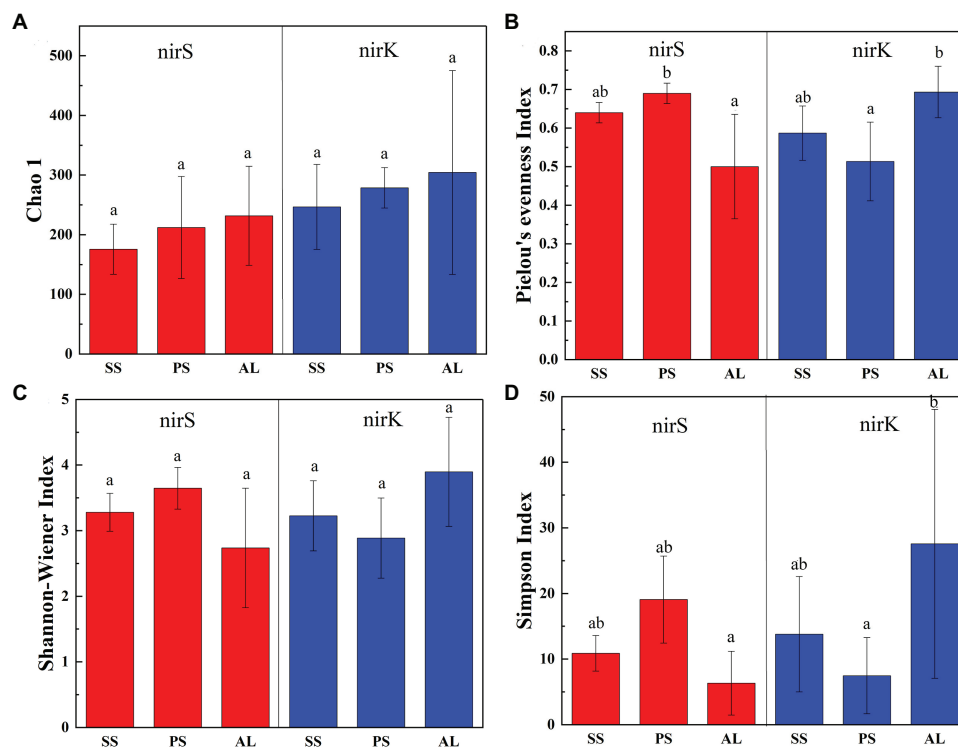 A
nirS
nirK
500
400
300
200
100
0
Chao 1
a
a
a
a
a
a
SS
PS
AL
SS
PS
AL
B
nirS
nirK
0.8
0.7
0.6
0.5
0.4
0.3
0.2
0.1
0.0
Pielou's evenness Index
ab
b
a
ab
a
b
SS
PS
AL
SS
PS
AL
C
nirS
nirK
5
4
3
2
1
0
Shannon-Wiener Index
a
a
a
a
a
a
SS
PS
AL
SS
PS
AL
D
nirS
nirK
50
40
30
20
10
0
Simpson Index
ab
ab
a
ab
a
b
SS
PS
AL
SS
PS
AL